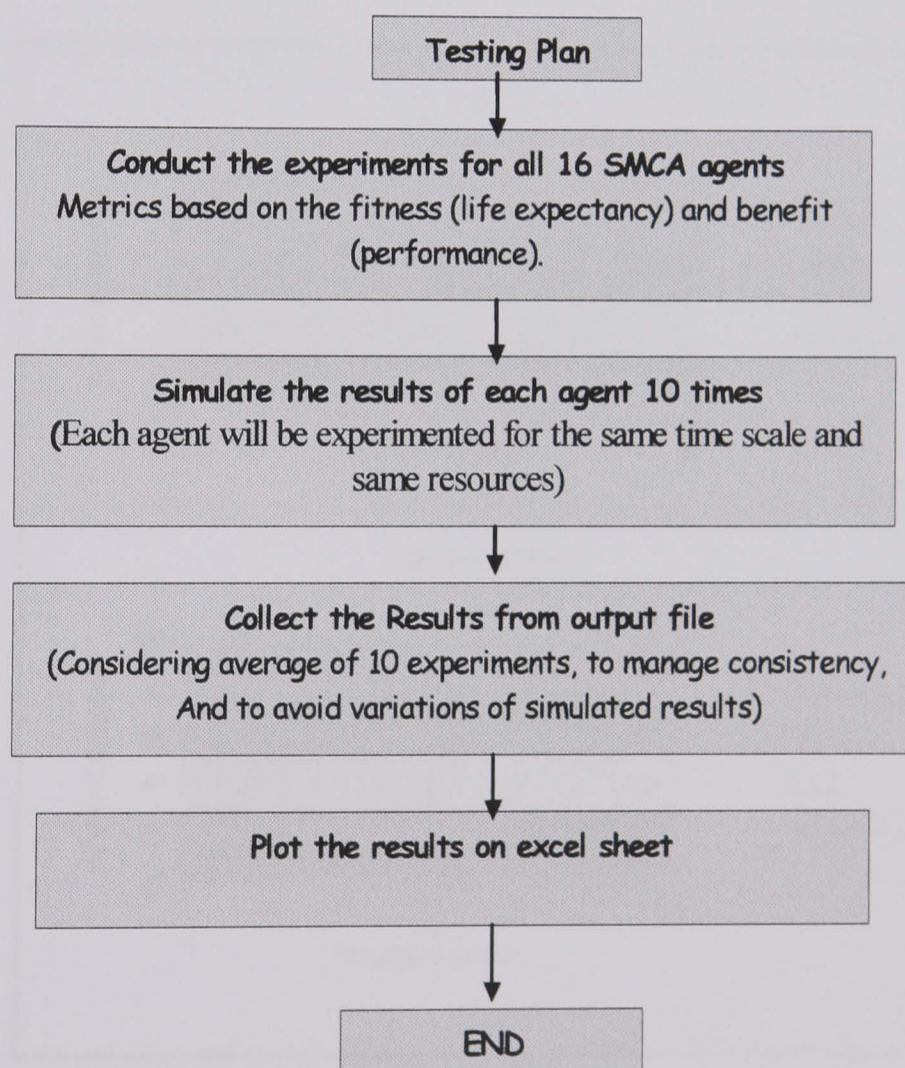 Testing Plan
Conduct the experiments for all 16 SMCA agents
Metrics based on the fitness (life expectancy) and benefit
(performance).
Simulate the results of each agent 10 times
(Each agent will be experimented for the same time scale and
same resources)
Collect the Results from output file
(Considering average of 10 experiments, to manage consistency,
And to avoid variations of simulated results)
Plot the results on excel sheet
END